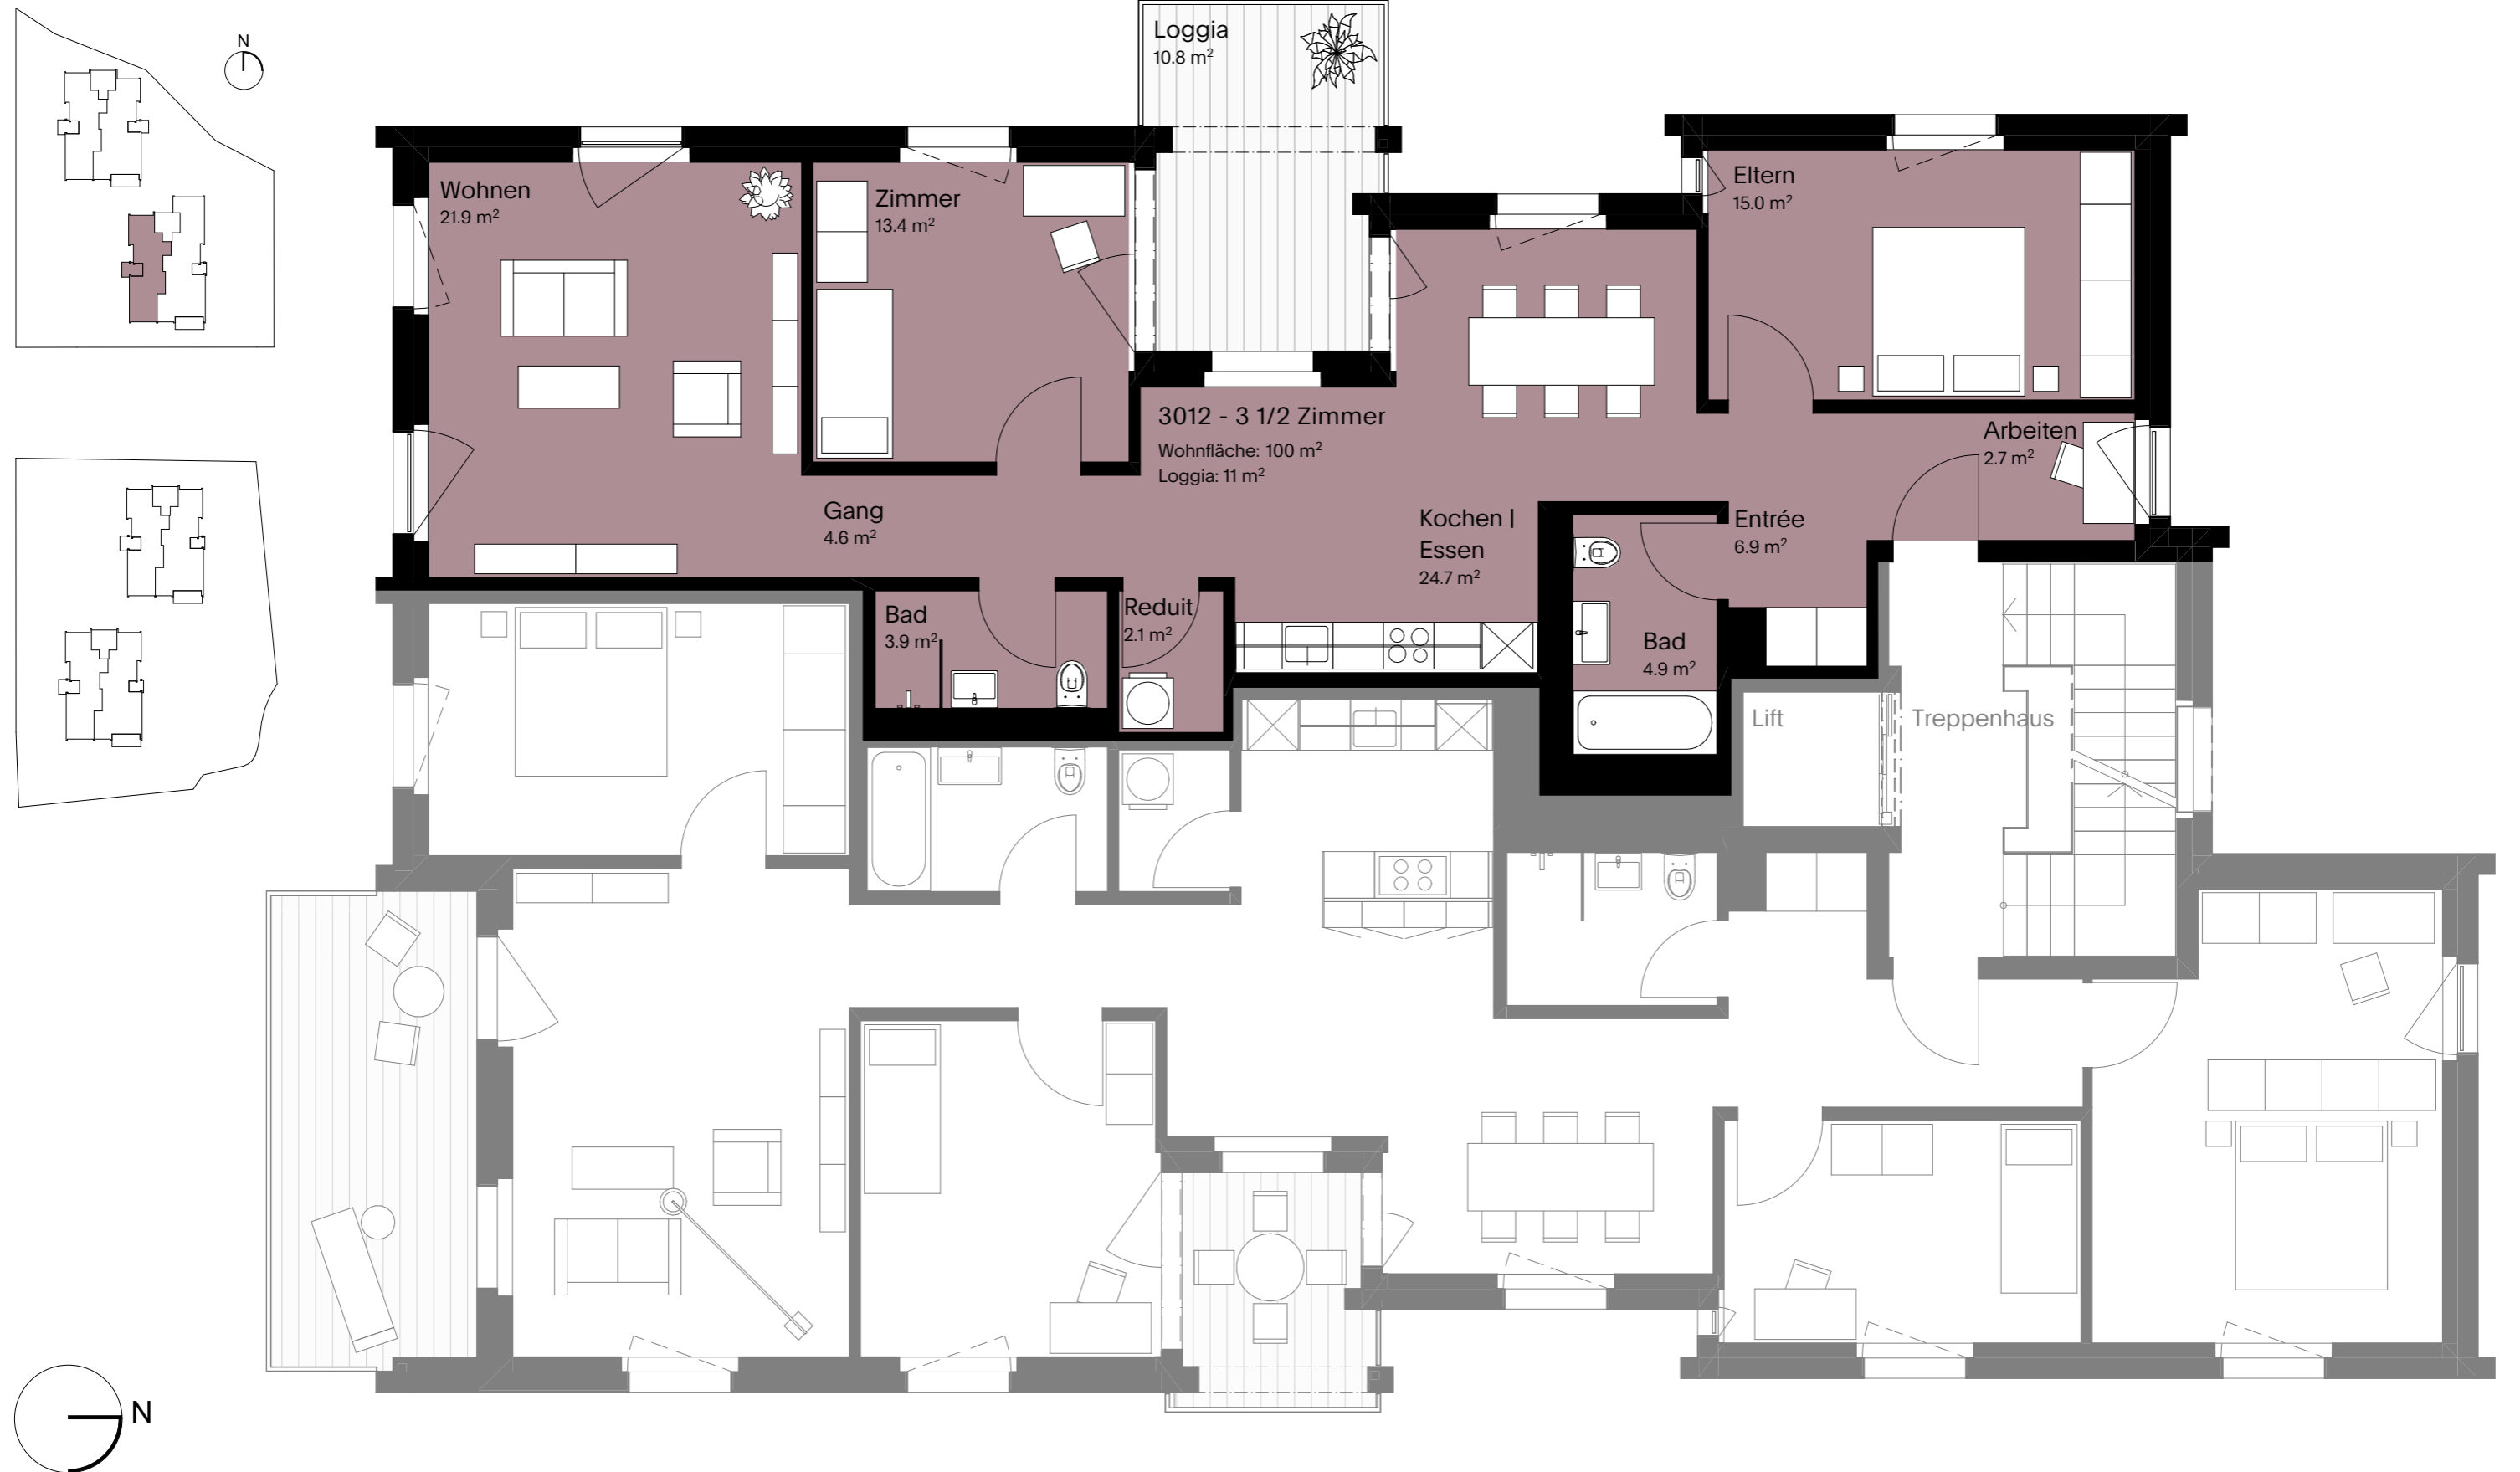 N
Loggia
10.8 m²
Wohnen
21.9 m²
Zimmer
13.4 m²
Eltern
15.0 m²
3012 - 3 1/2 Zimmer
Wohnfläche: 100 m²
Loggia: 11 m²
Arbeiten
2.7 m²
Gang
4.6 m²
Kochen |
Essen
24.7 m²
Entrée
6.9 m²
Bad
3.9 m²
Reduit
2.1 m²
Bad
4.9 m²
Lift
Treppenhaus
N